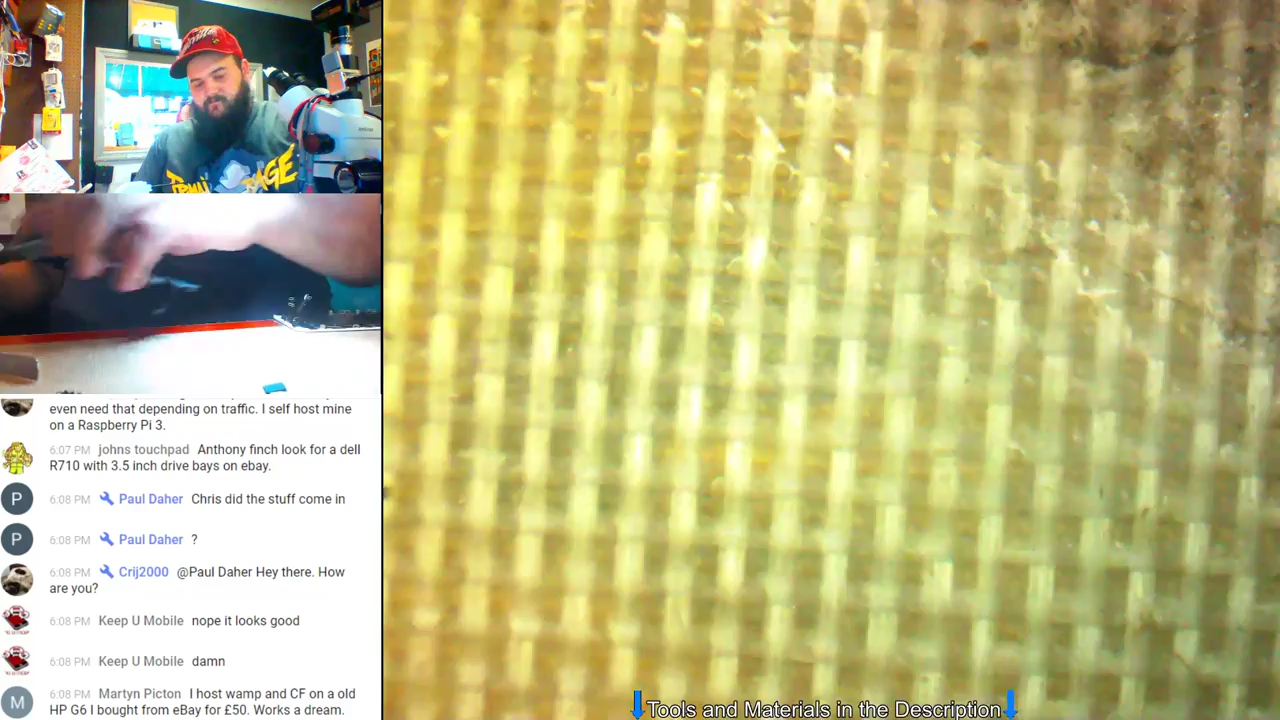 even need that depending on traffic. I self host mine
on a Raspberry Pi 3.
6:07 PM johns touchpad Anthony finch look for a dell
R710 with 3.5 inch drive bays on ebay.
P 6:08 PM Paul Daher Chris did the stuff come in
P 6:08 PM Paul Daher ?
6:08 PM Crij2000 @Paul Daher Hey there. How
are you?
6:08 PM Keep U Mobile nope it looks good
6:08 PM Keep U Mobile damn
M 6:08 PM Martyn Picton I host wamp and CF on a old
HP G6 I bought from eBay for £50. Works a dream.
Tools and Materials in the Description